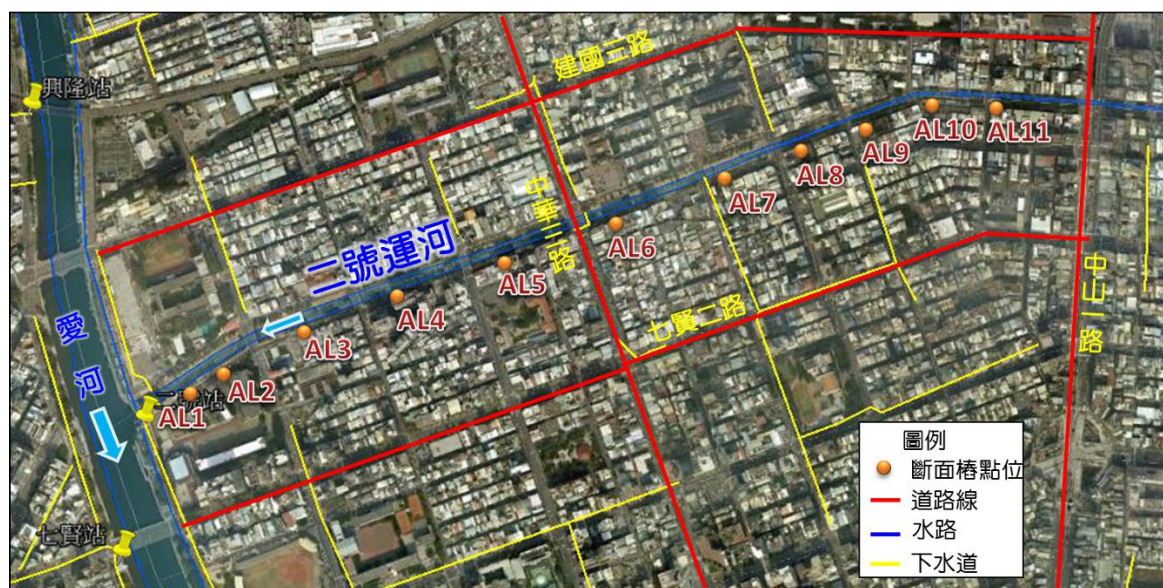 興隆站
建國三路
AL10
AL11
AL9
AL8
AL7
中華二路
AL6
二號運河
AL5
AL4
AL3
七賢二路
中山一路
愛河
AL2
AL1
七賢站
圖例
斷面樁點位
道路線
水路
下水道